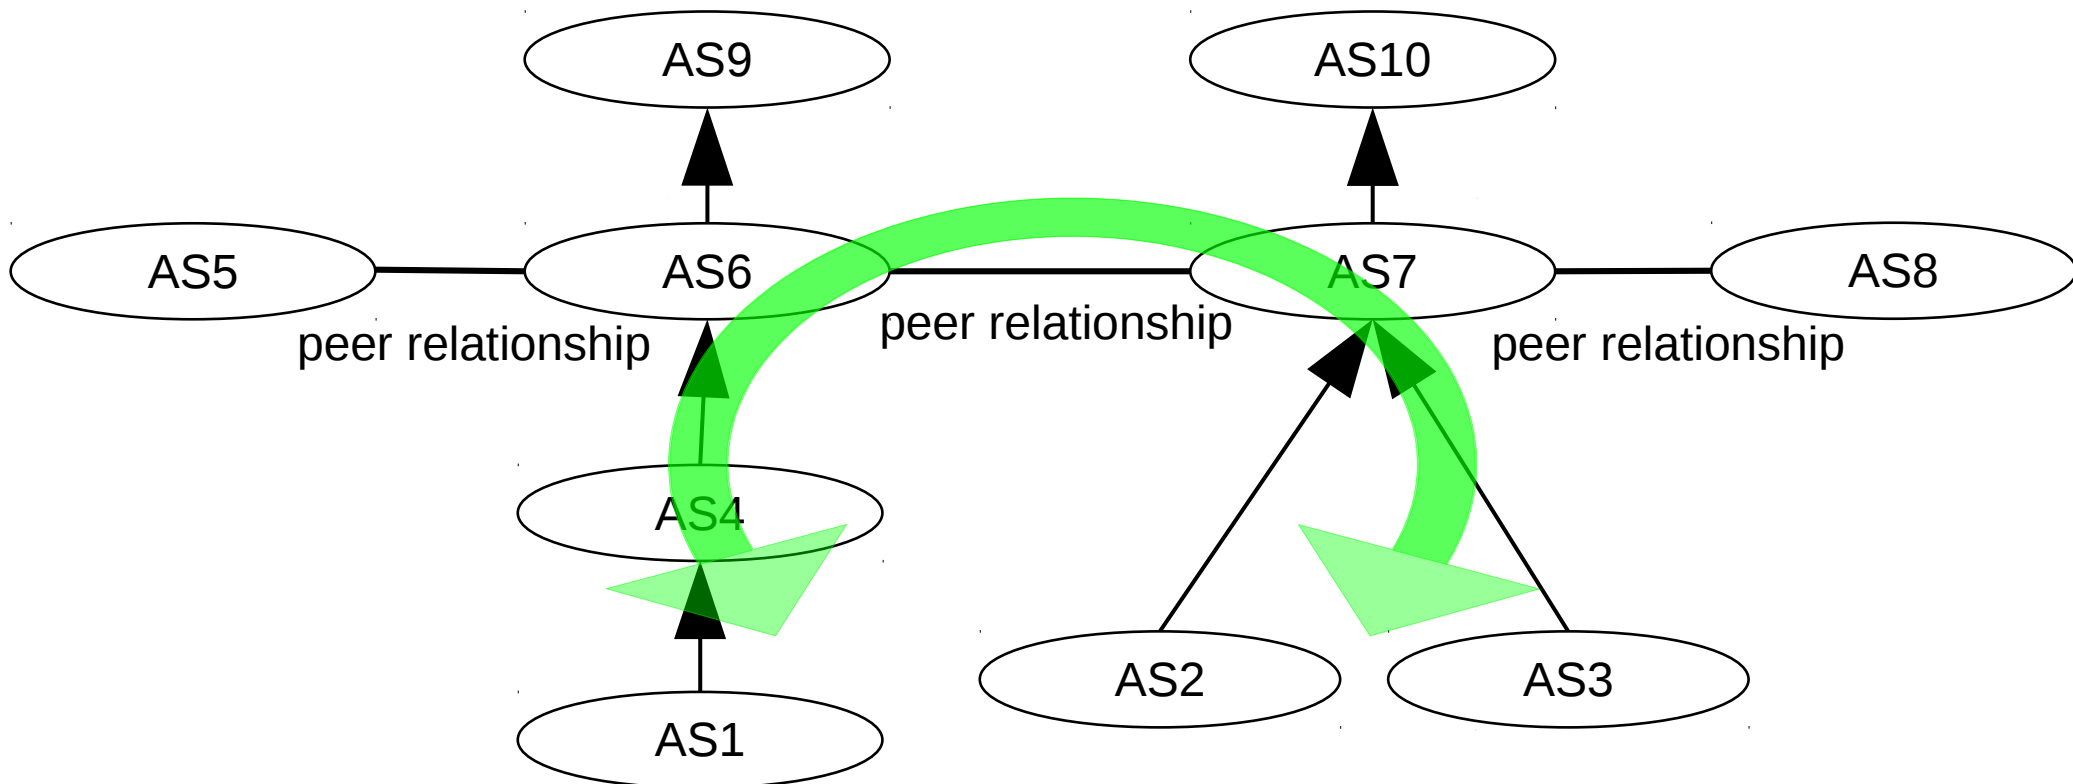 AS9
AS10
AS5
AS6
AS7
AS8
peer relationship
peer relationship
peer relationship
AS4
AS2
AS3
AS1